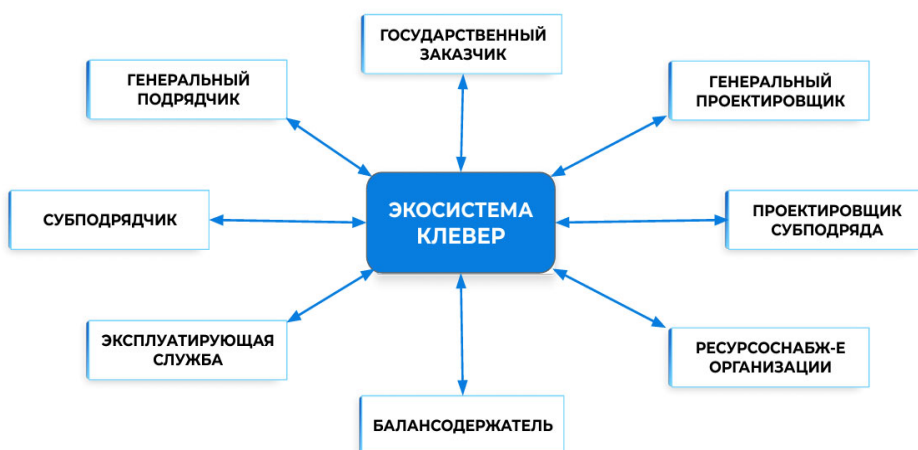 ГОСУДАРСТВЕННЫЙ
ЗАКАЗЧИК
ГЕНЕРАЛЬНЫЙ
ПОДРЯДЧИК
ГЕНЕРАЛЬНЫЙ
ПРОЕКТИРОВЩИК
СУБПОДРЯДЧИК
ЭКОСИСТЕМА
КЛЕВЕР
ПРОЕКТИРОВЩИК
СУБПОДРЯДА
ЭКСПЛУАТИРУЮЩАЯ
СЛУЖБА
РЕСУРСОСНАБЖ-Е
ОРГАНИЗАЦИИ
БАЛАНСОДЕРЖАТЕЛЬ